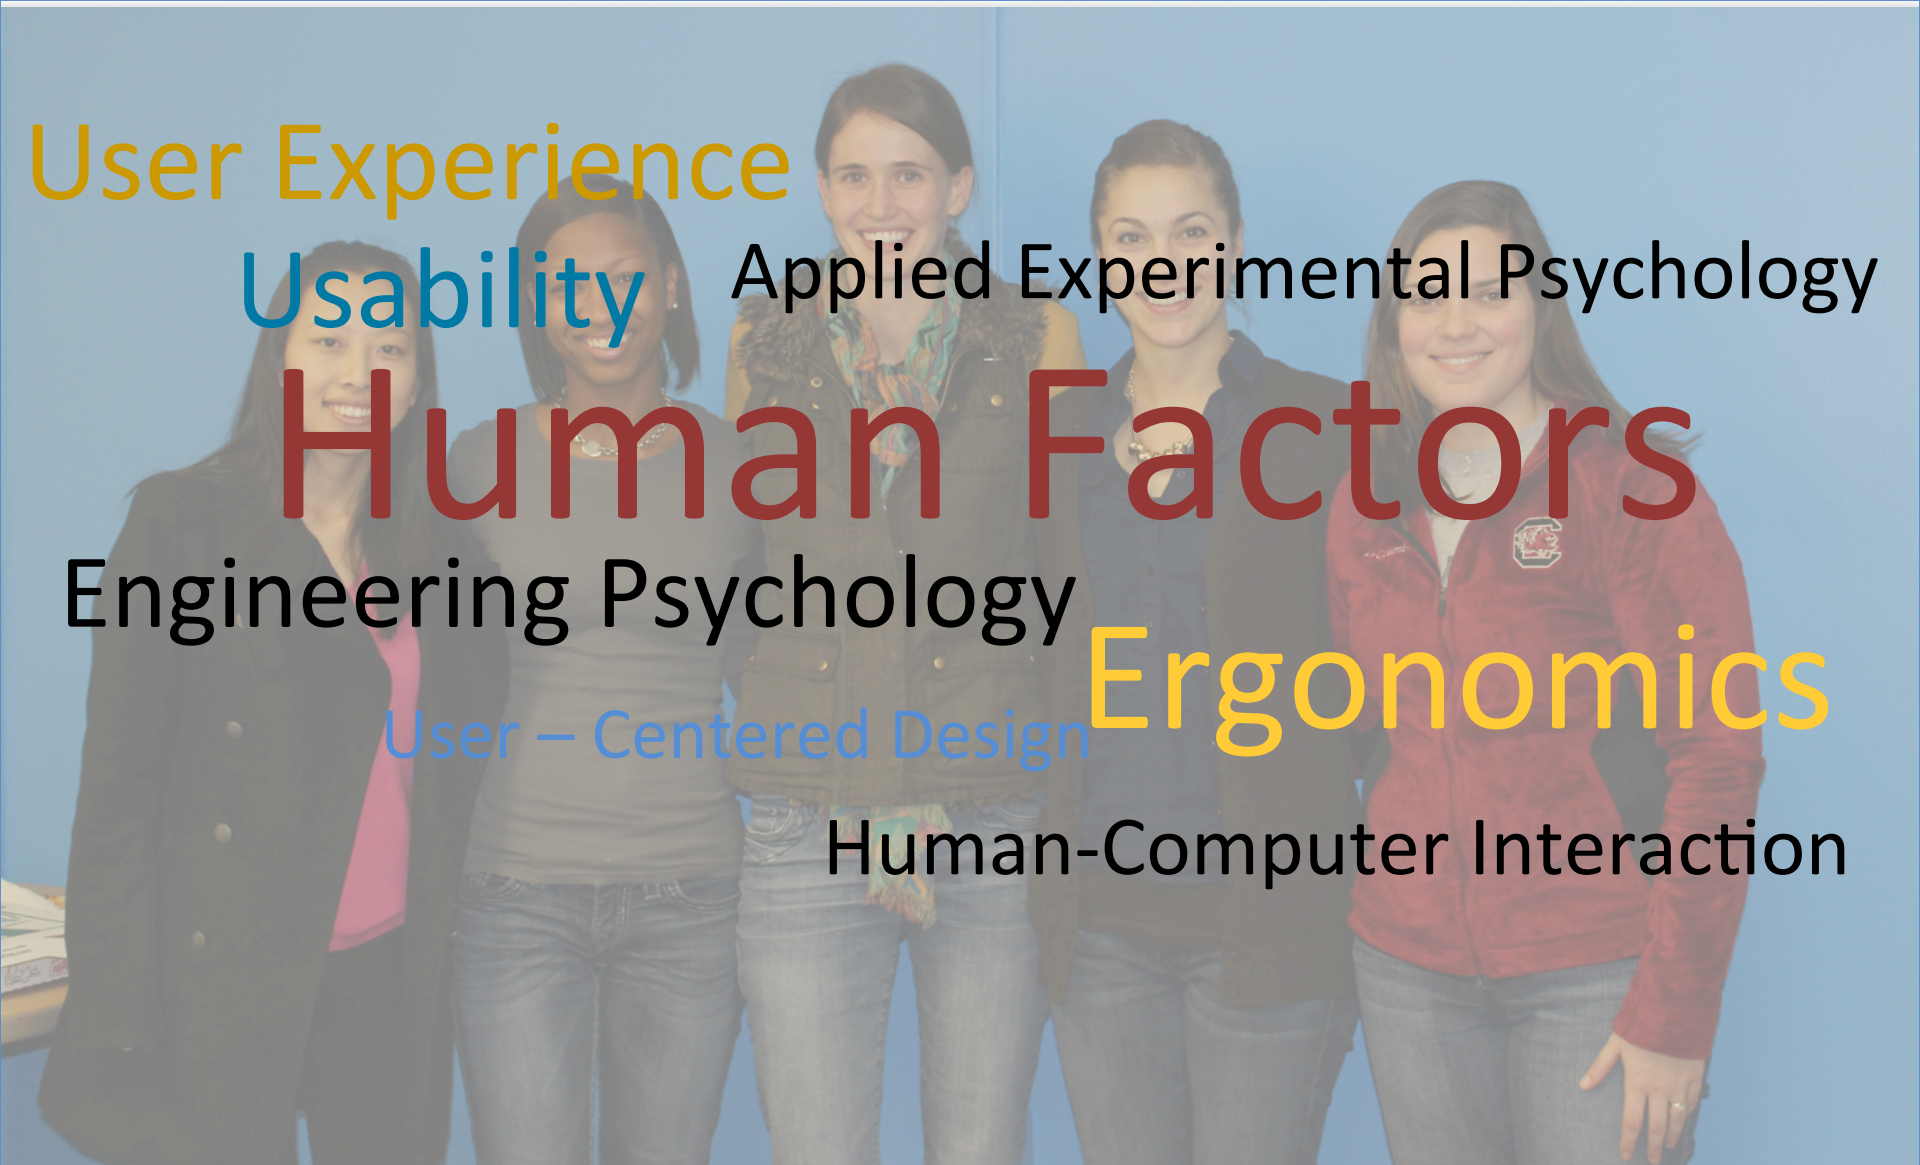 User Experience
Usability
Applied Experimental Psychology
Human Factors
Engineering Psychology
Ergonomics
User – Centered Design
Human-Computer Interaction